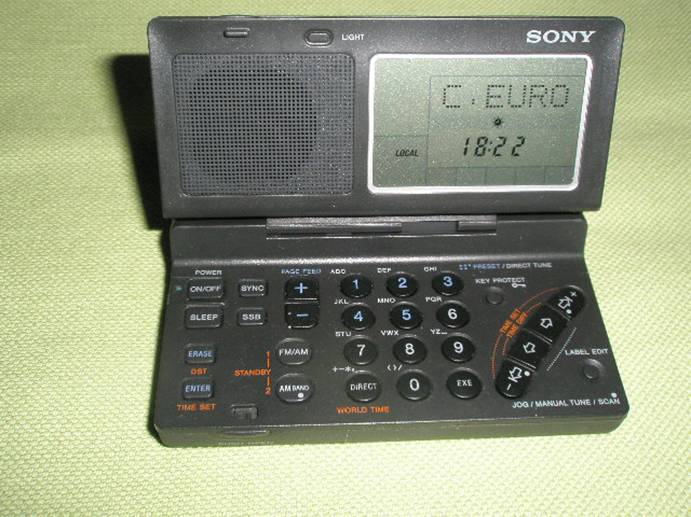 LIGHT
SONY
C.EURO
LOCAL 18:22
POWER
ON/OFF SYNC
SLEEP SSB
ERASE
DST
ENTER
TIME SET
STANDBY
1
2
PAGE FEED
+
-
FM/AM
AM BAND
ABC DEF GHI
1 2 3
JKL MNO PQR
4 5 6
STU VWX YZ
7 8 9
+-*, ()/
DIRECT 0 EXE
WORLD TIME
PRESET / DIRECT TUNE
KEY PROTECT
TIME SET
TIME DIFF
+
-
LABEL EDIT
JOG / MANUAL TUNE / SCAN